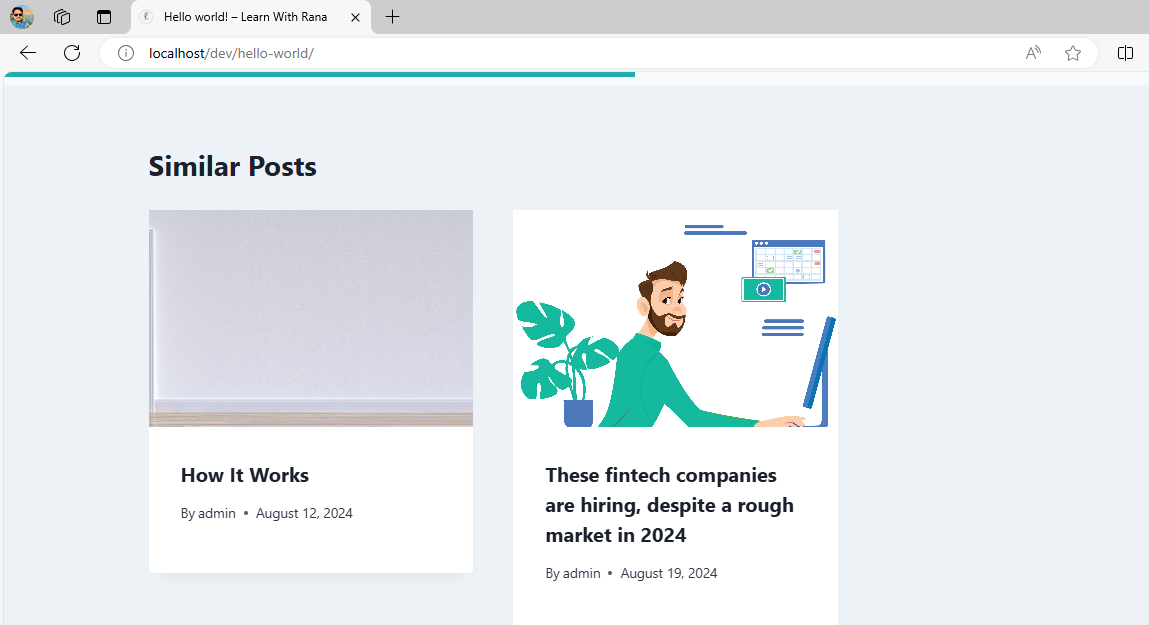 Hello world! – Learn With Rana
localhost/dev/hello-world/
Similar Posts
How It Works
By admin • August 12, 2024
These fintech companies
are hiring, despite a rough
market in 2024
By admin • August 19, 2024